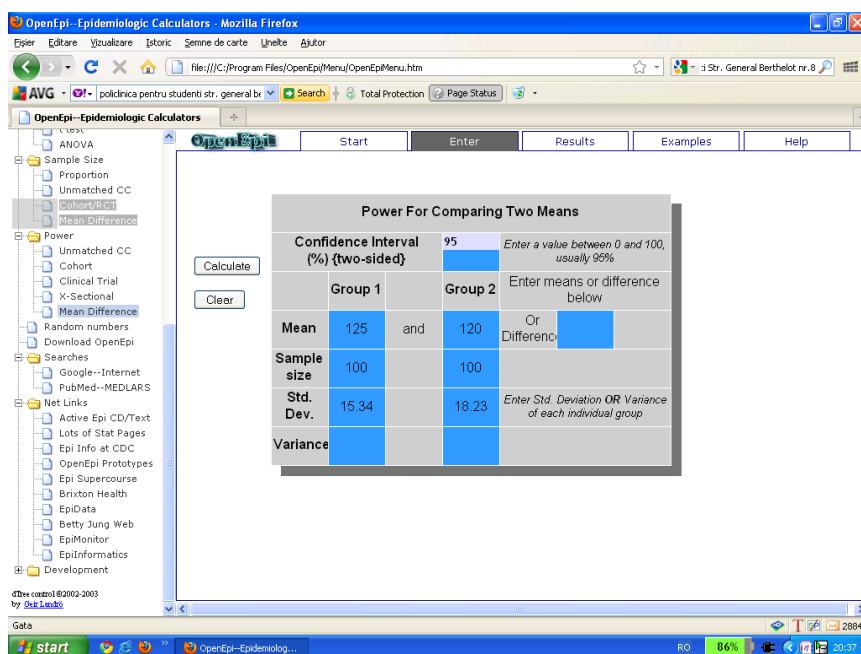 OpenEpi--Epidemiologic Calculators - Mozilla Firefox
Fișier Editare Vizualizare Istoric Semne de carte Unelte Ajutor
file:///C:/Program Files/OpenEpi/Menu/OpenEpiMenu.htm
:i Str. General Berthelot nr.8
AVG policlinica pentru studenti str. general be Search Total Protection Page Status
OpenEpi--Epidemiologic Calculators
t test
ANOVA
Sample Size
Proportion
Unmatched CC
Cohort/RCT
Mean Difference
Power
Unmatched CC
Cohort
Clinical Trial
X-Sectional
Mean Difference
Random numbers
Download OpenEpi
Searches
Google--Internet
PubMed--MEDLARS
Net Links
Active Epi CD/Text
Lots of Stat Pages
Epi Info at CDC
OpenEpi Prototypes
Epi Supercourse
Brixton Health
EpiData
Betty Jung Web
EpiMonitor
EpiInformatics
Development
dTree control ©2002-2003
by Geir Landrö
OpenEpi Start Enter Results Examples Help
Calculate
Clear
Power For Comparing Two Means
Confidence Interval
(%) {two-sided}
95
Enter a value between 0 and 100,
usually 95%
Group 1 Group 2 Enter means or difference
below
Mean 125 and 120 Or
Differenc
Sample
size 100 100
Std.
Dev. 15.34 18.23 Enter Std. Deviation OR Variance
of each individual group
Variance
Gata 2884
start OpenEpi--Epidemiolog... RO 86% 20:37